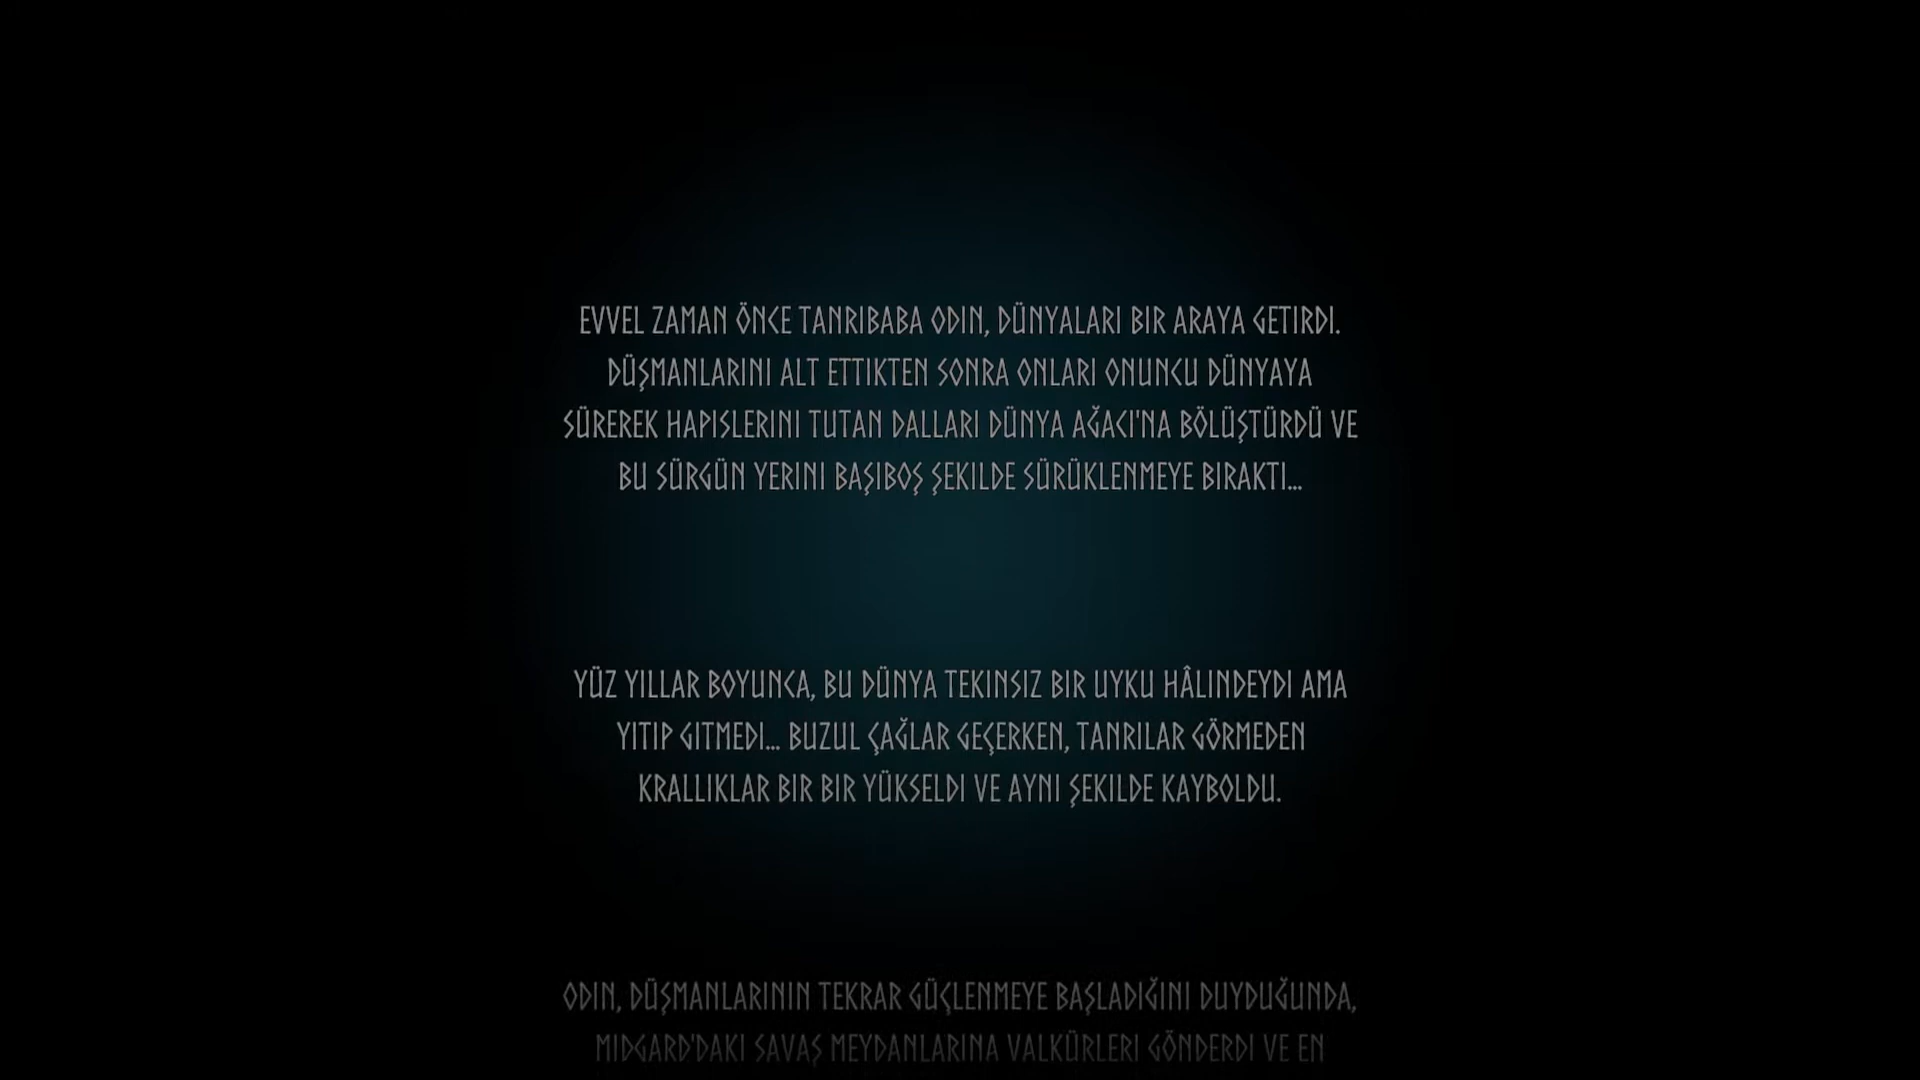 EVVEL ZAMAN ÖNCE TANRIBABA ODIN, DÜNYALARI BIR ARAYA GETIRDI.
DÜŞMANLARINI ALT ETTIKTEN SONRA ONLARI ONUNCU DÜNYAYA
SÜREREK HAPISLERINI TUTAN DALLARI DÜNYA AĞACI'NA BÖLÜŞTÜRDÜ VE
BU SÜRGÜN YERINI BAŞIBOŞ ŞEKILDE SÜRÜKLENMEYE BIRAKTI...
YÜZ YILLAR BOYUNCA, BU DÜNYA TEKINSIZ BIR UYKU HÂLINDEYDI AMA
YITIP GITMEDI... BUZUL ÇAĞLAR GEÇERKEN, TANRILAR GÖRMEDEN
KRALLIKLAR BIR BIR YÜKSELDI VE AYNI ŞEKILDE KAYBOLDU.
ODIN, DÜŞMANLARININ TEKRAR GÜÇLENMEYE BAŞLADIĞINI DUYDUĞUNDA,
MIDGARD'DAKI SAVAŞ MEYDANLARINA VALKÜRLERI GÖNDERDI VE EN